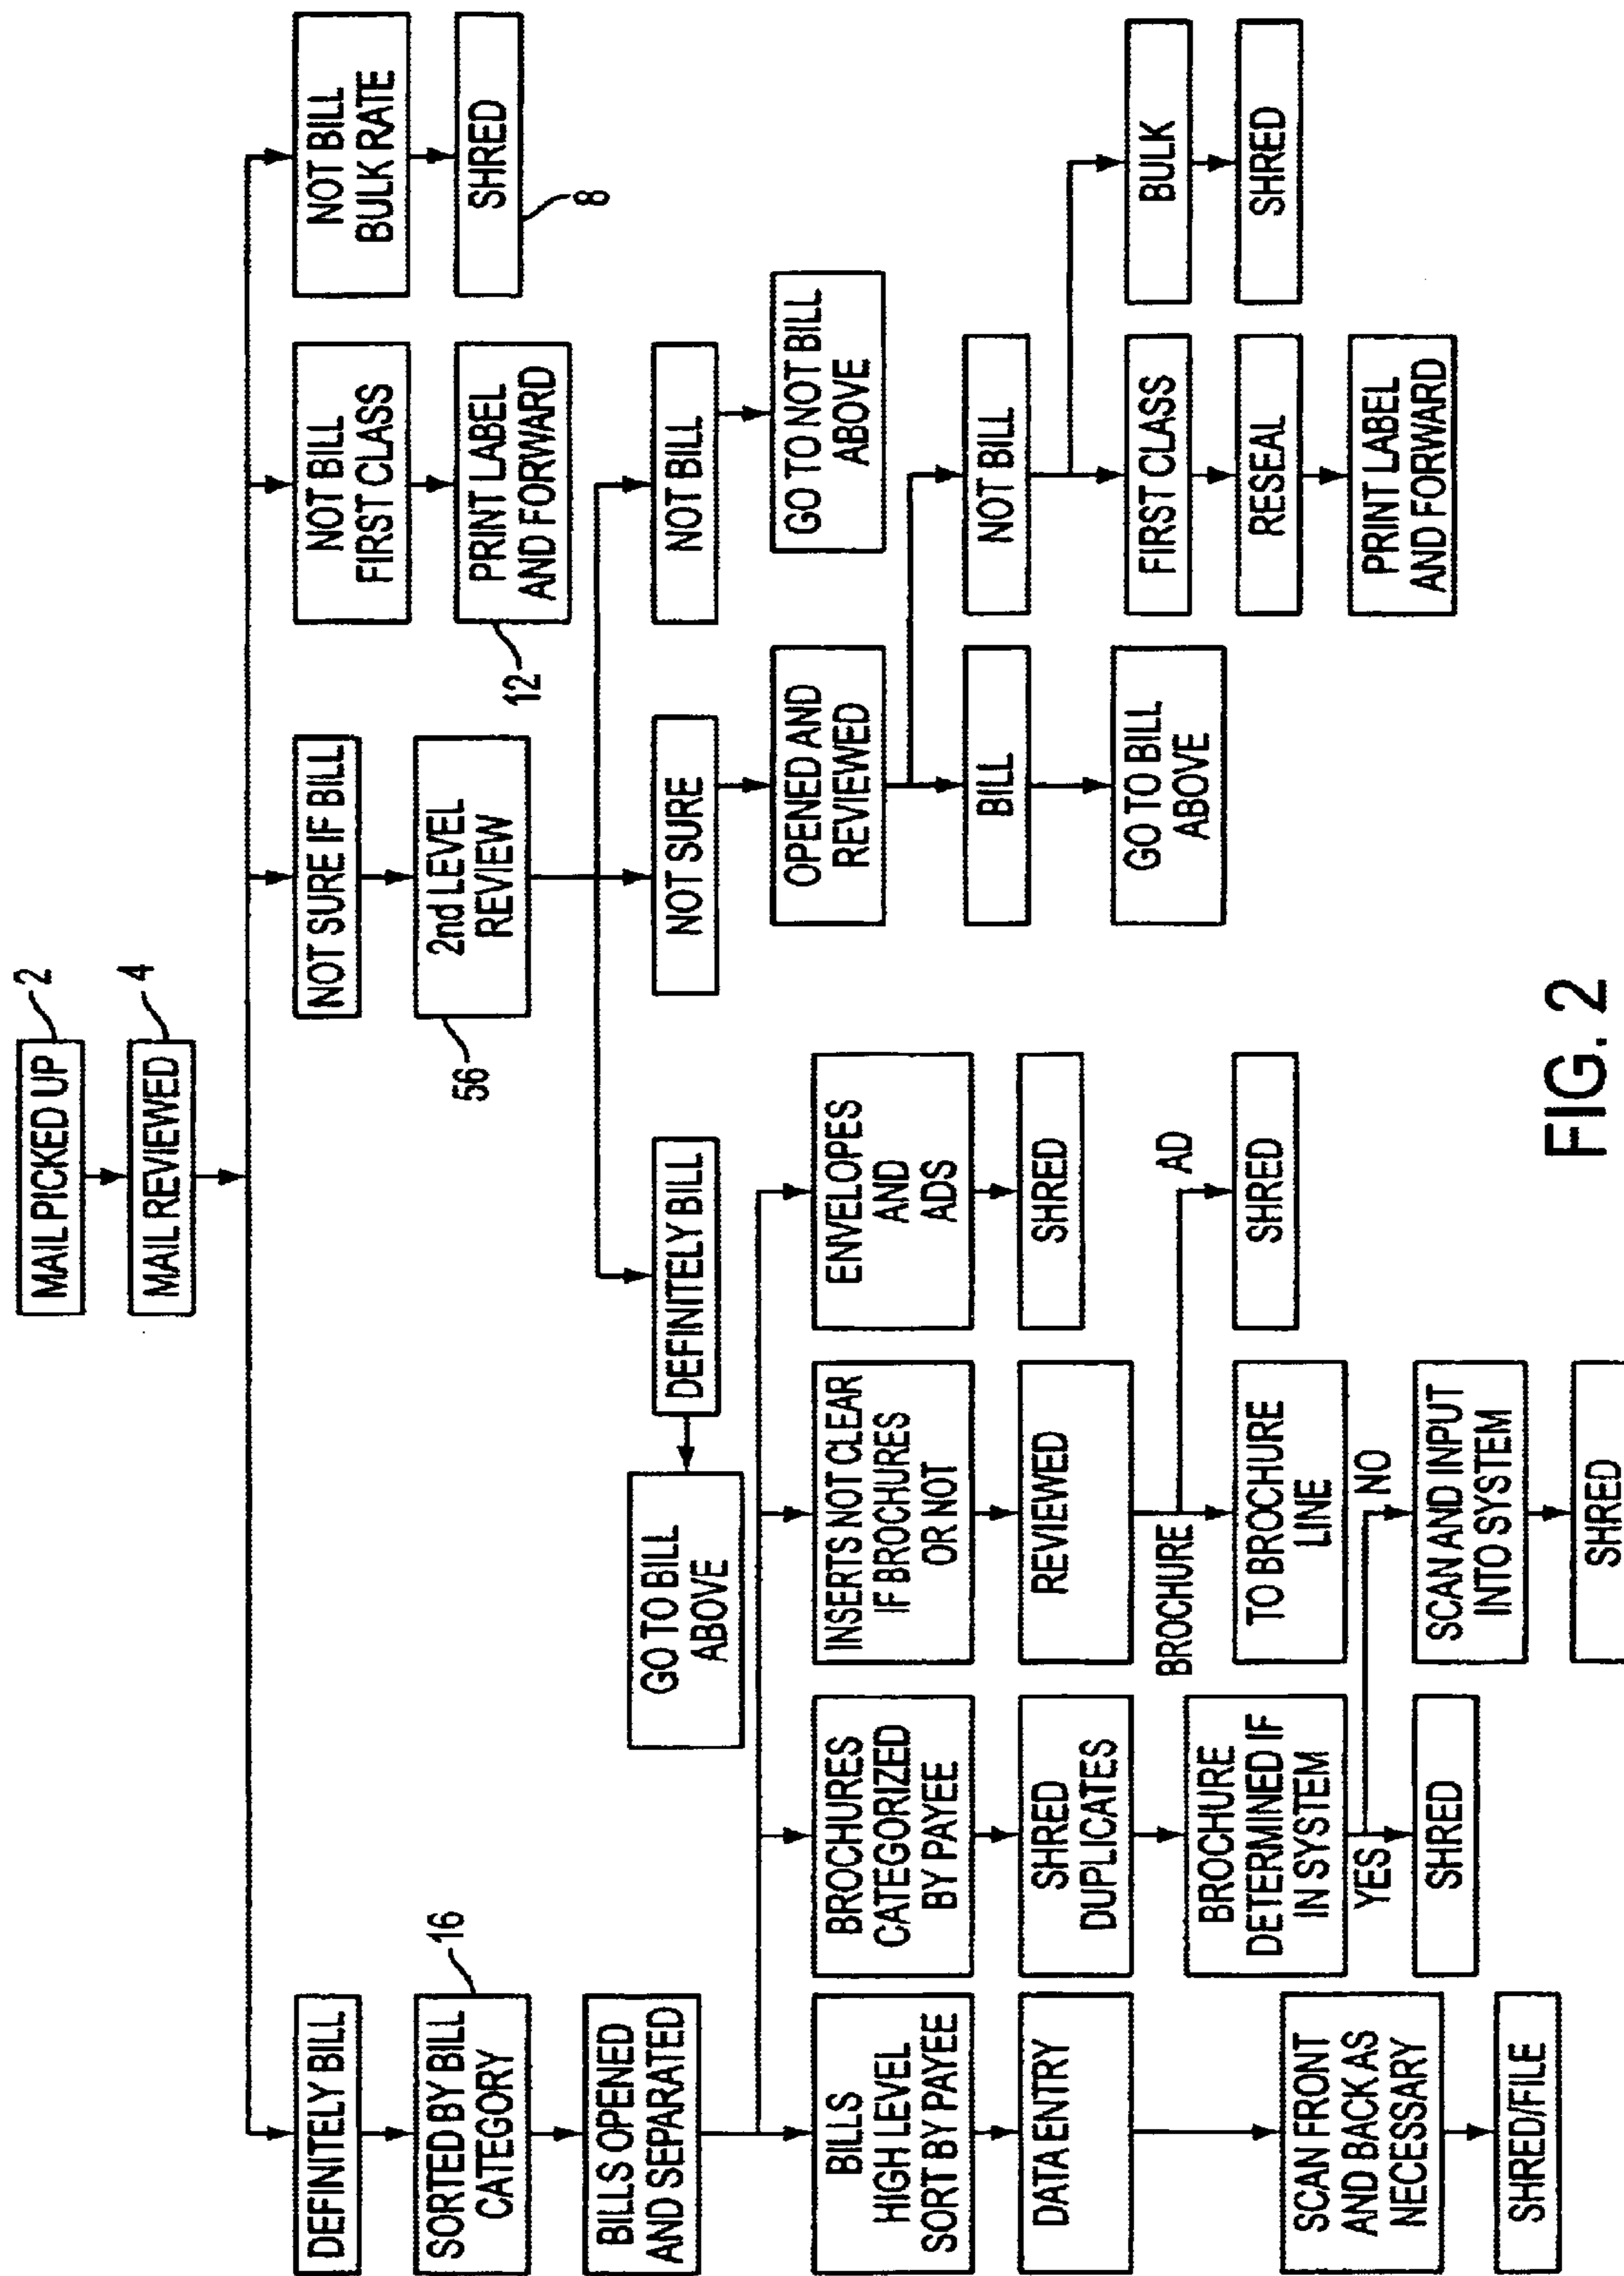 MAIL PICKED UP
2
MAIL REVIEWED
4
DEFINITELY BILL
NOT SURE IF BILL
NOT BILL
FIRST CLASS
NOT BILL
BULK RATE
SORTED BY BILL
CATEGORY
16
2nd LEVEL
REVIEW
56
PRINT LABEL
AND FORWARD
12
SHRED
8
BILLS OPENED
AND SEPARATED
GO TO BILL
ABOVE
DEFINITELY BILL
NOT SURE
NOT BILL
OPENED AND
REVIEWED
GO TO NOT BILL
ABOVE
BILLS
HIGH LEVEL
SORT BY PAYEE
BROCHURES
CATEGORIZED
BY PAYEE
INSERTS NOT CLEAR
IF BROCHURES
OR NOT
ENVELOPES
AND
ADS
BILL
NOT BILL
DATA ENTRY
SHRED
DUPLICATES
REVIEWED
SHRED
GO TO BILL
ABOVE
FIRST CLASS
BULK
BROCHURE
AD
BROCHURE
DETERMINED IF
IN SYSTEM
TO BROCHURE
LINE
SHRED
RESEAL
SHRED
SCAN FRONT
AND BACK AS
NECESSARY
YES
NO
PRINT LABEL
AND FORWARD
SHRED
SCAN AND INPUT
INTO SYSTEM
SHRED/FILE
SHRED
FIG. 2